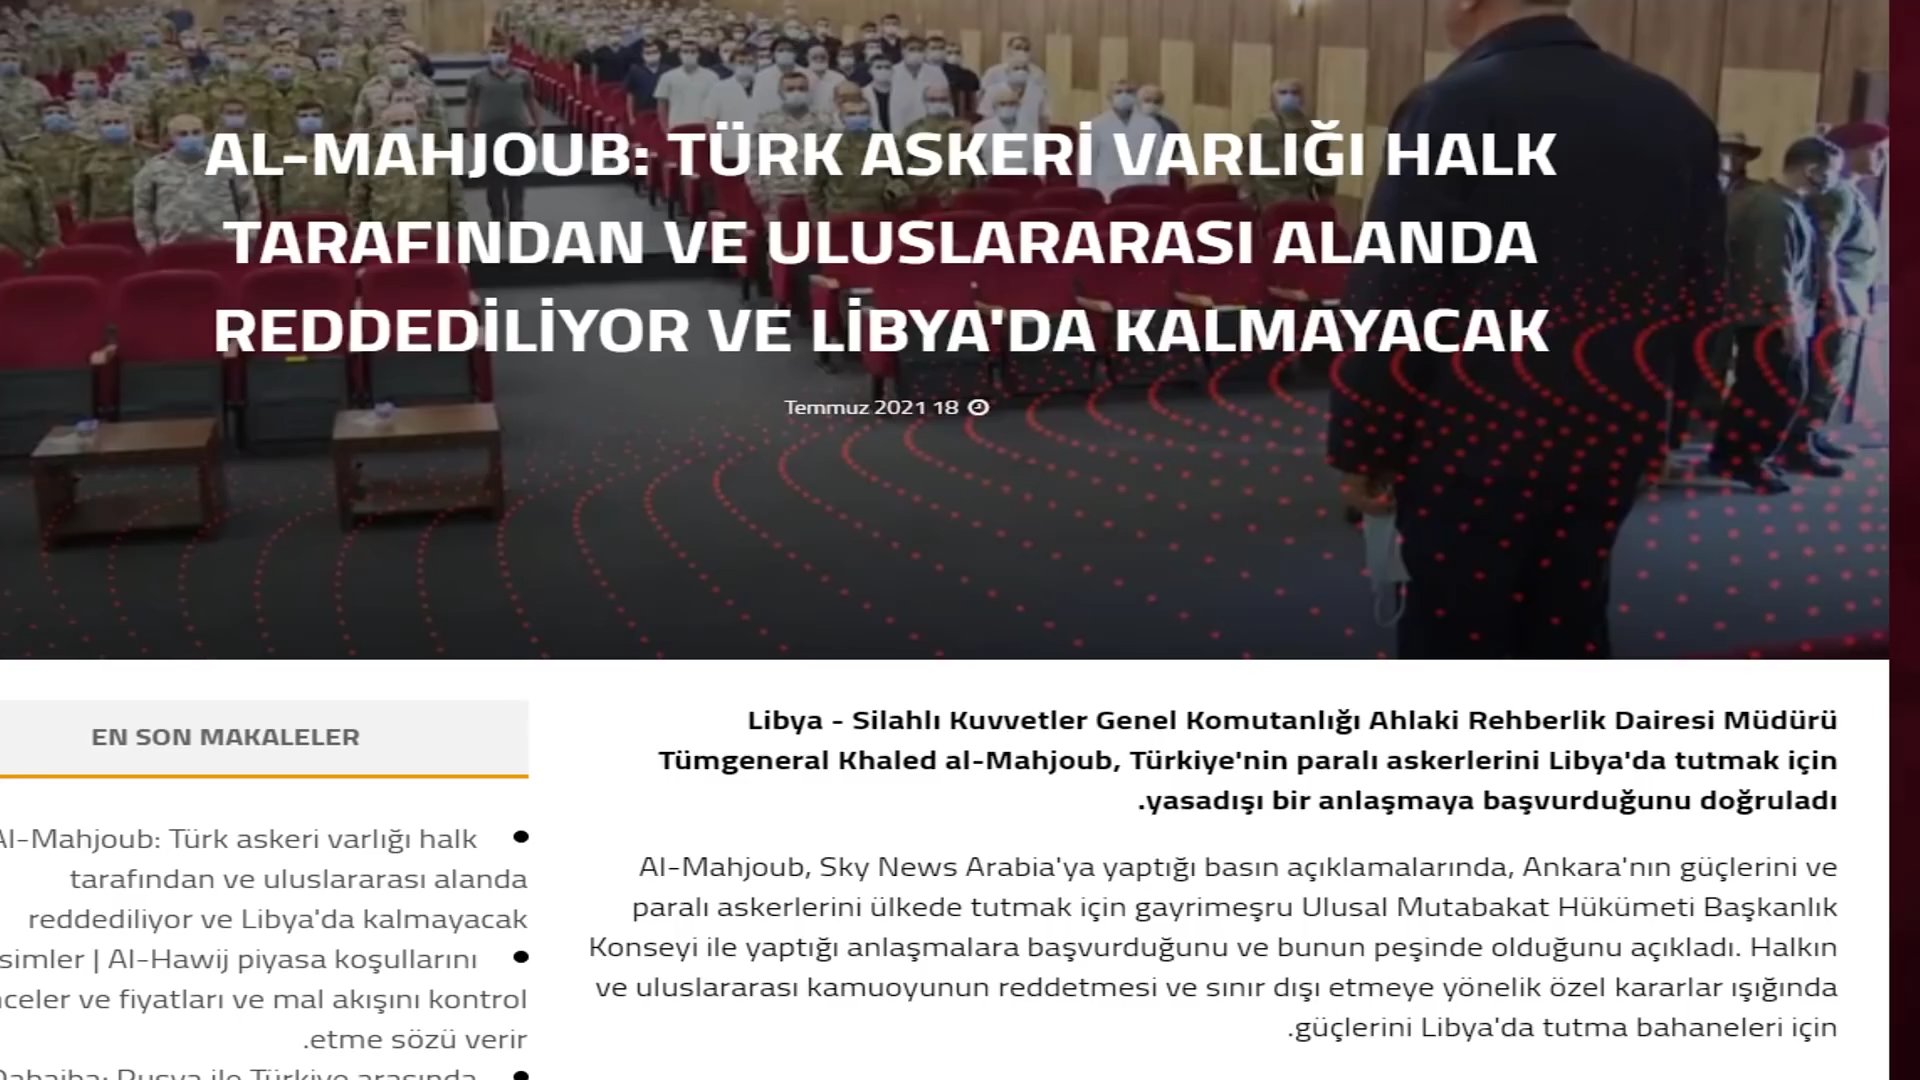 AL-MAHJOUB: TÜRK ASKERİ VARLIĞI HALK
TARAFINDAN VE ULUSLARARASI ALANDA
REDDEDİLİYOR VE LİBYA'DA KALMAYACAK
Temmuz 2021 18
Libya - Silahlı Kuvvetler Genel Komutanlığı Ahlaki Rehberlik Dairesi Müdürü
Tümgeneral Khaled al-Mahjoub, Türkiye'nin paralı askerlerini Libya'da tutmak için
.yasadışı bir anlaşmaya başvurduğunu doğruladı
Al-Mahjoub, Sky News Arabia'ya yaptığı basın açıklamalarında, Ankara'nın güçlerini ve
paralı askerlerini ülkede tutmak için gayrimeşru Ulusal Mutabakat Hükümeti Başkanlık
Konseyi ile yaptığı anlaşmalara başvurduğunu ve bunun peşinde olduğunu açıkladı. Halkın
ve uluslararası kamuoyunun reddetmesi ve sınır dışı etmeye yönelik özel kararlar ışığında
.güçlerini Libya'da tutma bahaneleri için
EN SON MAKALELER
Al-Mahjoub: Türk askeri varlığı halk
tarafından ve uluslararası alanda
reddediliyor ve Libya'da kalmayacak
| Al-Hawij piyasa koşullarını
ve fiyatları ve mal akışını kontrol
.etme sözü verir
Rusya ile Türkiye arasında